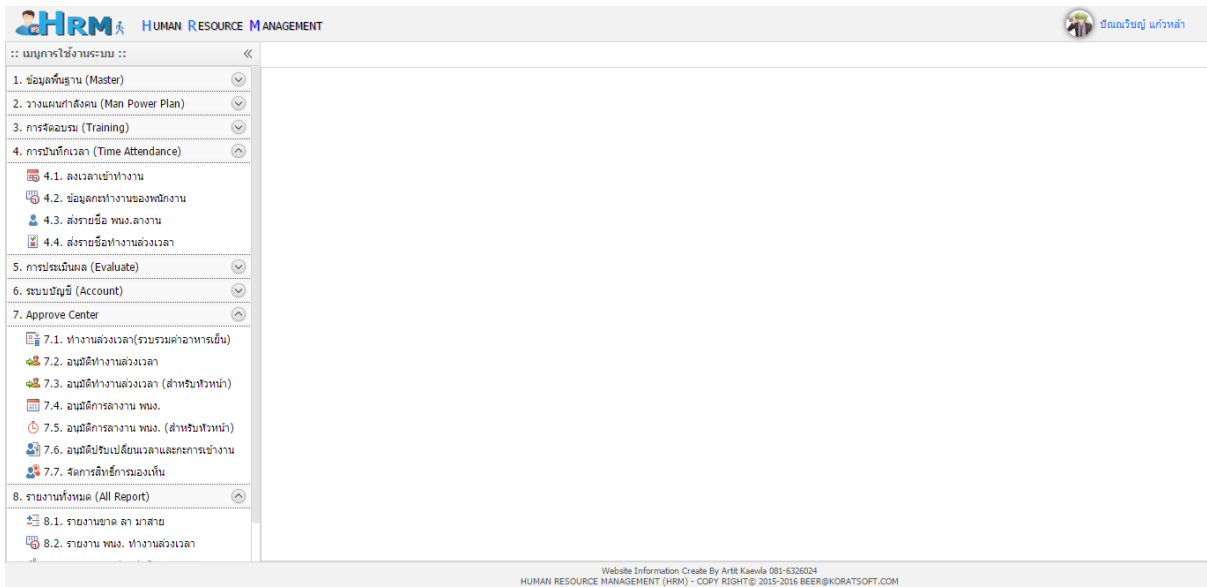 HRM HUMAN RESOURCE MANAGEMENT
ปัณณวิชญ์ แก้วหล้า
:: เมนูการใช้งานระบบ ::
1. ข้อมูลพื้นฐาน (Master)
2. วางแผนกำลังคน (Man Power Plan)
3. การจัดอบรม (Training)
4. การบันทึกเวลา (Time Attendance)
4.1. ลงเวลาเข้าทำงาน
4.2. ข้อมูลกะทำงานของพนักงาน
4.3. ส่งรายชื่อ พนง.ลางาน
4.4. ส่งรายชื่อทำงานล่วงเวลา
5. การประเมินผล (Evaluate)
6. ระบบบัญชี (Account)
7. Approve Center
7.1. ทำงานล่วงเวลา(รวบรวมค่าอาหารเย็น)
7.2. อนุมัติทำงานล่วงเวลา
7.3. อนุมัติทำงานล่วงเวลา (สำหรับหัวหน้า)
7.4. อนุมัติการลางาน พนง.
7.5. อนุมัติการลางาน พนง. (สำหรับหัวหน้า)
7.6. อนุมัติปรับเปลี่ยนเวลาและกะการเข้างาน
7.7. จัดการสิทธิ์การมองเห็น
8. รายงานทั้งหมด (All Report)
8.1. รายงานขาด ลา มาสาย
8.2. รายงาน พนง. ทำงานล่วงเวลา
Website Information Create By Artit Kaewla 081-6326024
HUMAN RESOURCE MANAGEMENT (HRM) - COPY RIGHT© 2015-2016 BEER@KORATSOFT.COM